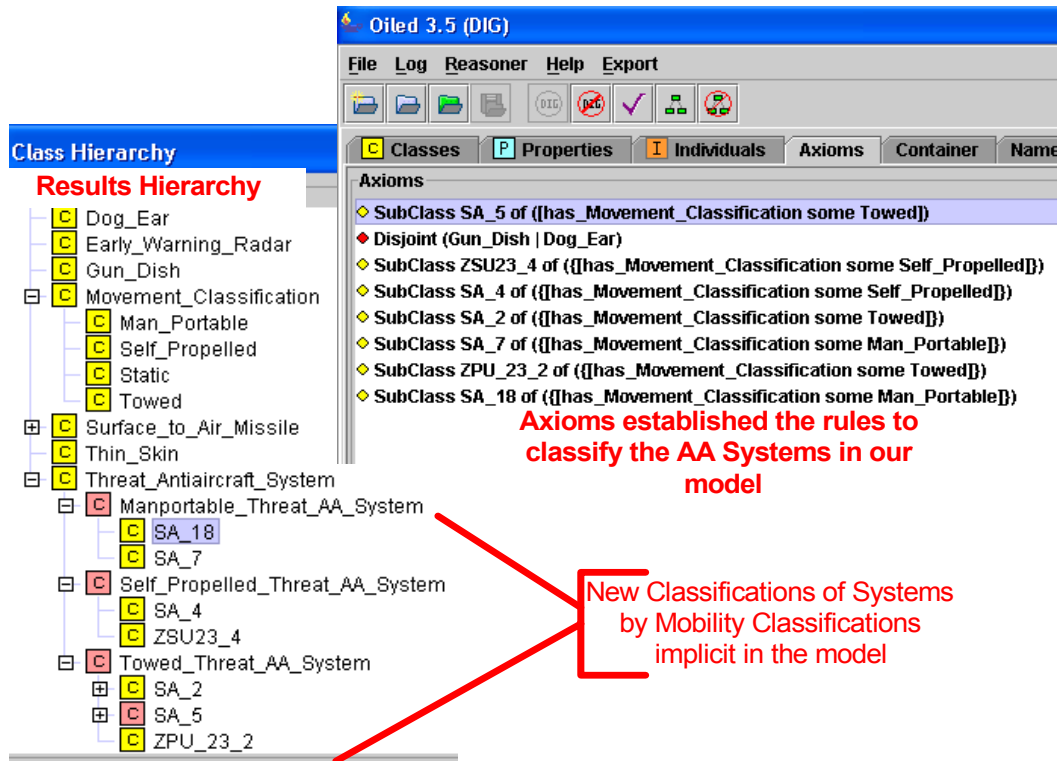 Oiled 3.5 (DIG)
File Log Reasoner Help Export
DIG DIG
C Classes P Properties I Individuals Axioms Container Name
Axioms
SubClass SA_5 of ([has_Movement_Classification some Towed])
Disjoint (Gun_Dish | Dog_Ear)
SubClass ZSU23_4 of ({[has_Movement_Classification some Self_Propelled]})
SubClass SA_4 of ({[has_Movement_Classification some Self_Propelled]})
SubClass SA_2 of ({[has_Movement_Classification some Towed]})
SubClass SA_7 of ({[has_Movement_Classification some Man_Portable]})
SubClass ZPU_23_2 of ({[has_Movement_Classification some Towed]})
SubClass SA_18 of ({[has_Movement_Classification some Man_Portable]})
Axioms established the rules to
classify the AA Systems in our
model
Class Hierarchy
Results Hierarchy
C Dog_Ear
C Early_Warning_Radar
C Gun_Dish
C Movement_Classification
C Man_Portable
C Self_Propelled
C Static
C Towed
C Surface_to_Air_Missile
C Thin_Skin
C Threat_Antiaircraft_System
C Manportable_Threat_AA_System
C SA_18
C SA_7
C Self_Propelled_Threat_AA_System
C SA_4
C ZSU23_4
C Towed_Threat_AA_System
C SA_2
C SA_5
C ZPU_23_2
New Classifications of Systems
by Mobility Classifications
implicit in the model